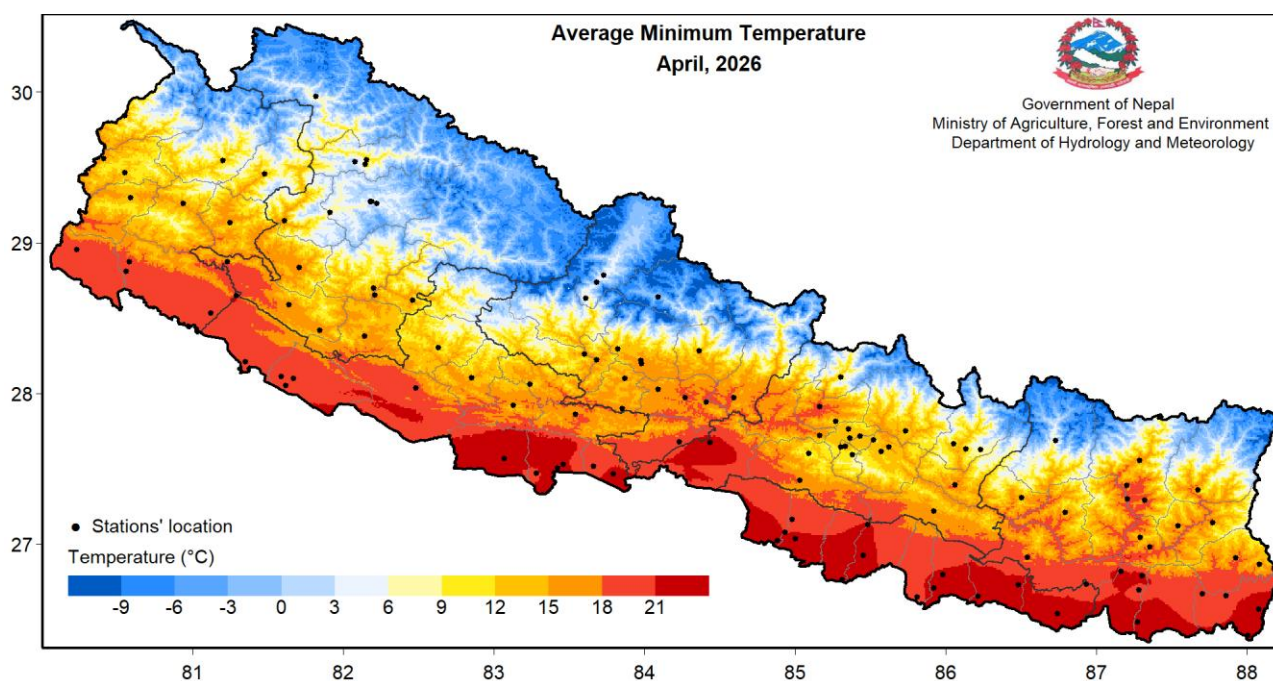 Average Minimum Temperature
April, 2026
Government of Nepal
Ministry of Agriculture, Forest and Environment
Department of Hydrology and Meteorology
30
29
28
27
Stations' location
Temperature (°C)
-9 -6 -3 0 3 6 9 12 15 18 21
81 82 83 84 85 86 87 88